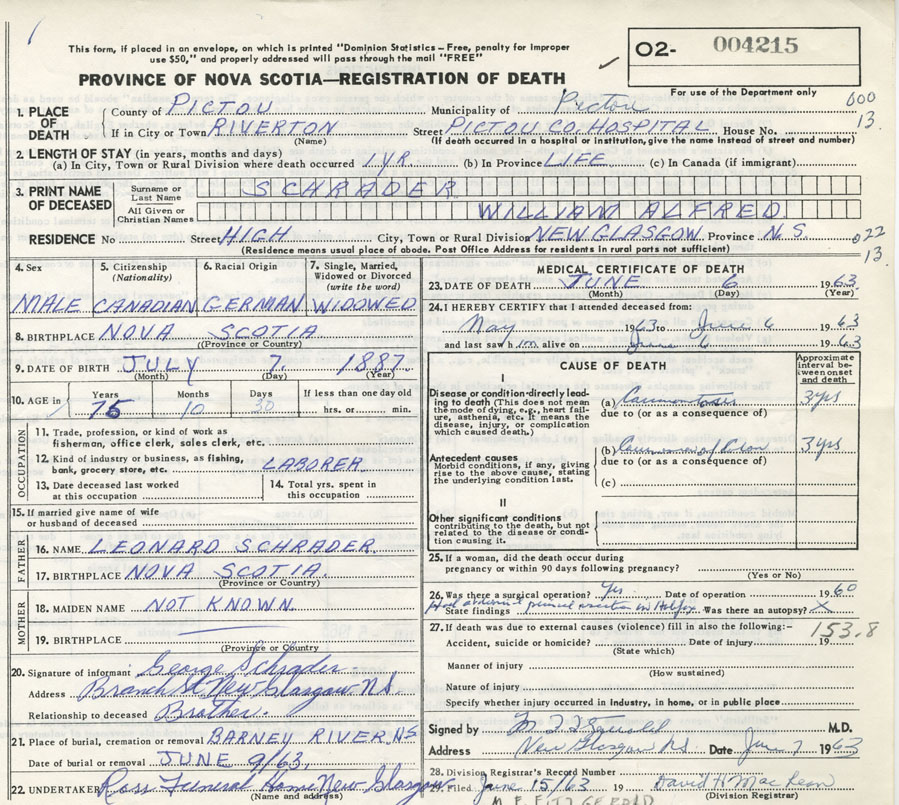 This form, if placed in an envelope, on which is printed "Dominion Statistics – Free, penalty for improper
use $50," and properly addressed will pass through the mail "FREE"
PROVINCE OF NOVA SCOTIA—REGISTRATION OF DEATH
O2- 004215
For use of the Department only
1. PLACE OF DEATH County of PICTOU Municipality of Pictou 000
If in City or Town RIVERTON Street PICTOU CO. HOSPITAL House No. 13
(Name) (If death occurred in a hospital or institution, give the name instead of street and number)
2. LENGTH OF STAY (in years, months and days)
(a) In City, Town or Rural Division where death occurred 1 YR. (b) In Province LIFE (c) In Canada (if immigrant)
3. PRINT NAME OF DECEASED Surname or Last Name SCHRADER
All Given or Christian Names WILLIAM ALFRED
RESIDENCE No Street HIGH City, Town or Rural Division NEW GLASGOW Province N.S. 022
(Residence means usual place of abode. Post Office Address for residents in rural parts not sufficient) 13
4. Sex 5. Citizenship (Nationality) 6. Racial Origin 7. Single, Married, Widowed or Divorced (write the word)
MALE CANADIAN GERMAN WIDOWED
8. BIRTHPLACE NOVA SCOTIA
(Province or Country)
9. DATE OF BIRTH JULY 7 1887
(Month) (Day) (Year)
10. AGE in Years Months Days If less than one day old
75 10 30 hrs. or min.
OCCUPATION
11. Trade, profession, or kind of work as
fisherman, office clerk, sales clerk, etc.
12. Kind of industry or business, as fishing,
bank, grocery store, etc. LABORER
13. Date deceased last worked at this occupation 14. Total yrs. spent in this occupation
15. If married give name of wife
or husband of deceased
FATHER
16. NAME LEONARD SCHRADER
17. BIRTHPLACE NOVA SCOTIA
(Province or Country)
MOTHER
18. MAIDEN NAME NOT KNOWN
19. BIRTHPLACE
(Province or Country)
20. Signature of informant George Schrader
Address Branch St. New Glasgow N.S.
Relationship to deceased Brother.
21. Place of burial, cremation or removal BARNEY RIVER, NS
Date of burial or removal JUNE 9/63
22. UNDERTAKER Ross Funeral Home New Glasgow
(Name and address)
MEDICAL CERTIFICATE OF DEATH
23. DATE OF DEATH JUNE 6 1963
(Month) (Day) (Year)
24. I HEREBY CERTIFY that I attended deceased from:
May 1963 to June 6 1963
and last saw him alive on June 6 1963
CAUSE OF DEATH Approximate interval between onset and death
I
Disease or condition directly leading to death (This does not mean
the mode of dying, e.g., heart failure, asthenia, etc. It means the
disease, injury, or complication which caused death.)
(a) 3 yrs
due to (or as a consequence of)
Antecedent causes
Morbid conditions, if any, giving rise to the above cause, stating
the underlying condition last.
(b) 3 yrs
due to (or as a consequence of)
(c)
II
Other significant conditions
contributing to the death, but not related to the disease or condition causing it.
25. If a woman, did the death occur during
pregnancy or within 90 days following pregnancy?
(Yes or No)
26. Was there a surgical operation? Yes Date of operation 1960
State findings in Halifax Was there an autopsy? X
27. If death was due to external causes (violence) fill in also the following:– 153.8
Accident, suicide or homicide? Date of injury 19
(State which)
Manner of injury
(How sustained)
Nature of injury
Specify whether injury occurred in industry, in home, or in public place
Signed by M.D.
Address New Glasgow N.S. Date Jun 7 1963
28. Division Registrar's Record Number
29. Filed June 15/63 19 David H MacLean
(Division Registrar)
M F FITZGERALD